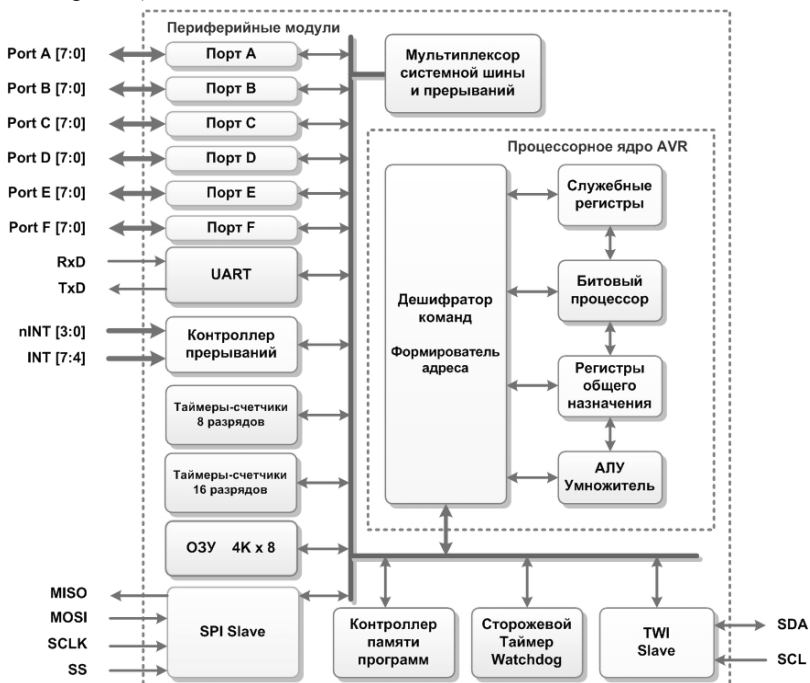 Периферийные модули
Port A [7:0]
Порт A
Port B [7:0]
Порт B
Port C [7:0]
Порт C
Port D [7:0]
Порт D
Port E [7:0]
Порт E
Port F [7:0]
Порт F
RxD
TxD
UART
nINT [3:0]
INT [7:4]
Контроллер
прерываний
Таймеры-счетчики
8 разрядов
Таймеры-счетчики
16 разрядов
ОЗУ 4K x 8
MISO
MOSI
SCLK
SS
SPI Slave
Мультиплексор
системной шины
и прерываний
Процессорное ядро AVR
Дешифратор
команд
Формирователь
адреса
Служебные
регистры
Битовый
процессор
Регистры
общего
назначения
АЛУ
Умножитель
Контроллер
памяти
программ
Сторожевой
Таймер
Watchdog
TWI
Slave
SDA
SCL